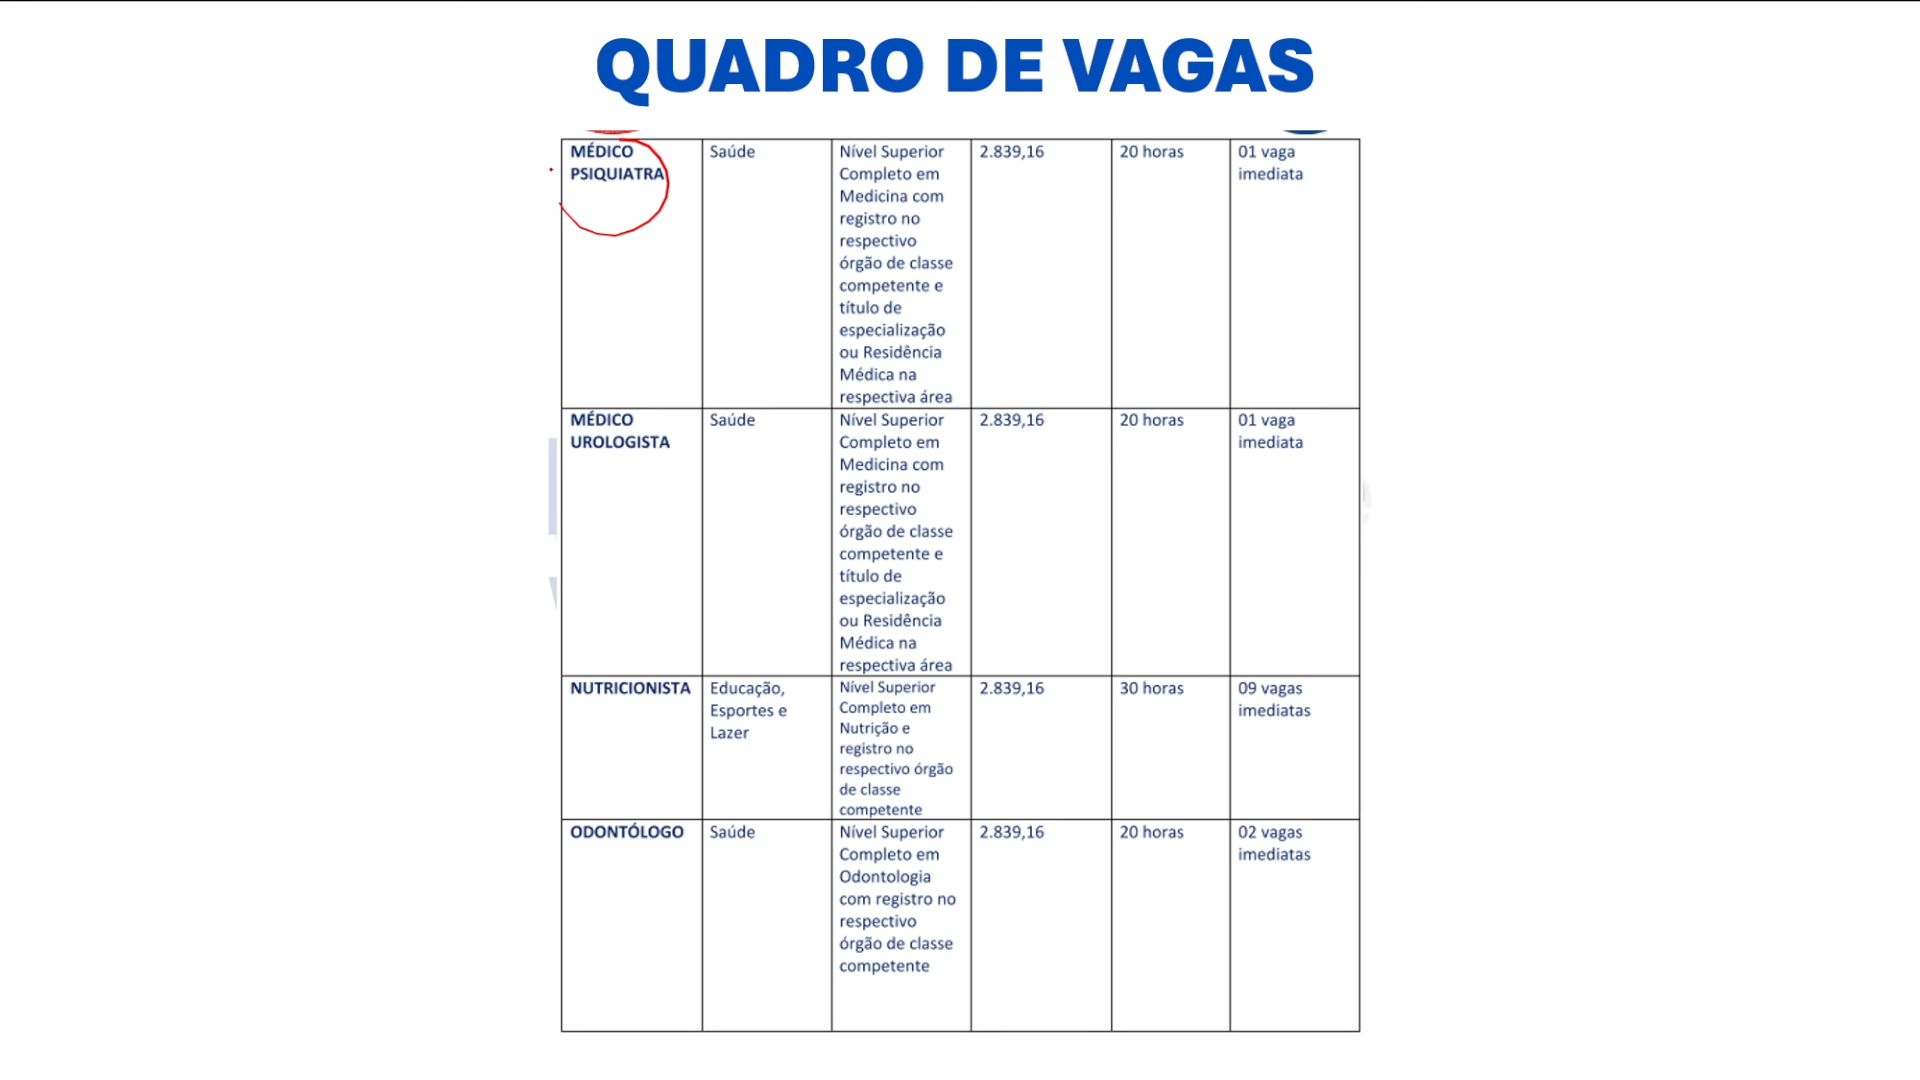 QUADRO DE VAGAS
MÉDICO
PSIQUIATRA
Saúde
Nível Superior
Completo em
Medicina com
registro no
respectivo
órgão de classe
competente e
título de
especialização
ou Residência
Médica na
respectiva área
2.839,16
20 horas
01 vaga
imediata
MÉDICO
UROLOGISTA
Saúde
Nível Superior
Completo em
Medicina com
registro no
respectivo
órgão de classe
competente e
título de
especialização
ou Residência
Médica na
respectiva área
2.839,16
20 horas
01 vaga
imediata
NUTRICIONISTA
Educação,
Esportes e
Lazer
Nível Superior
Completo em
Nutrição e
registro no
respectivo órgão
de classe
competente
2.839,16
30 horas
09 vagas
imediatas
ODONTÓLOGO
Saúde
Nível Superior
Completo em
Odontologia
com registro no
respectivo
órgão de classe
competente
2.839,16
20 horas
02 vagas
imediatas